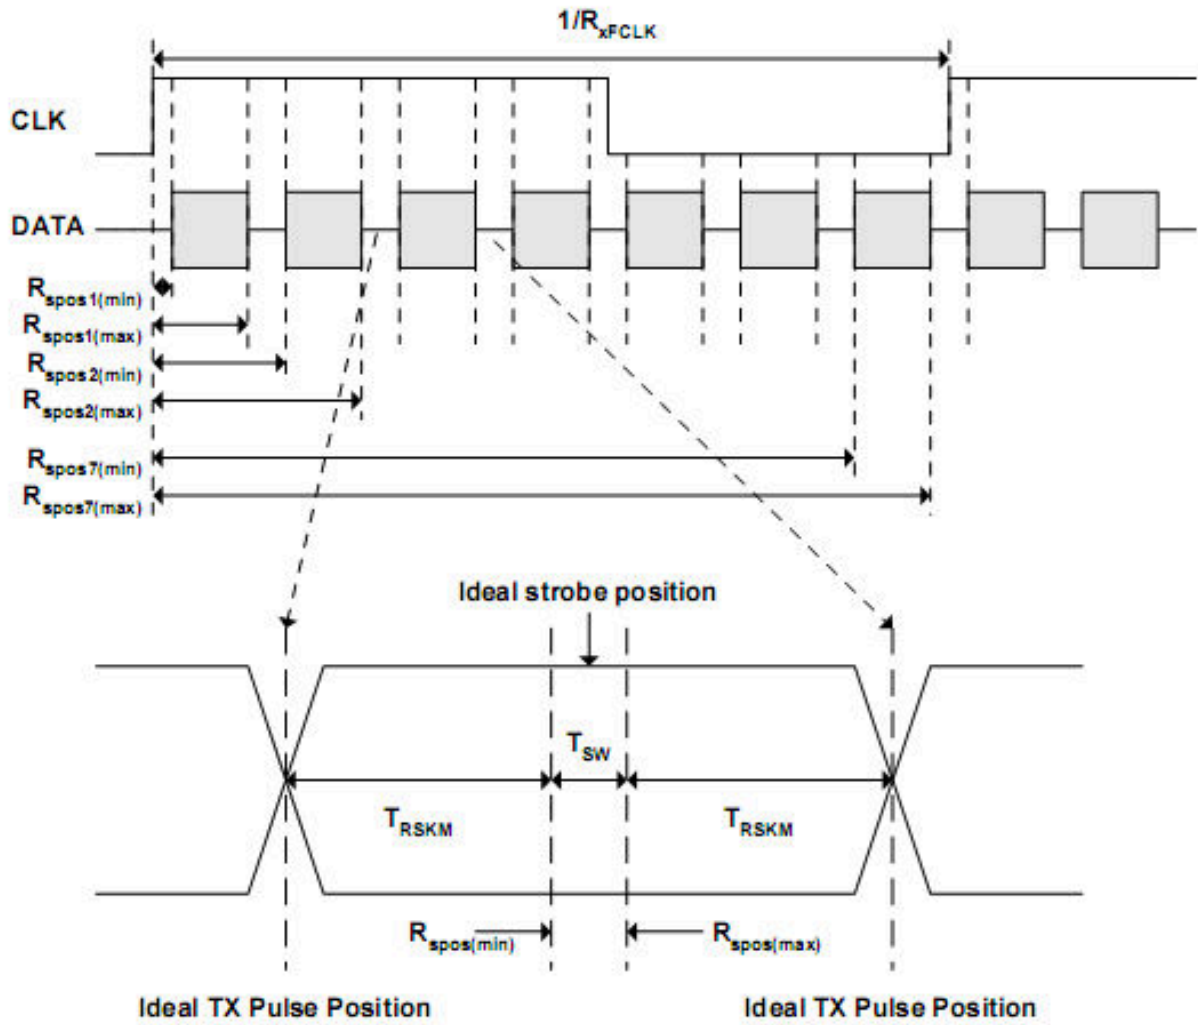 1/RxFCLK
CLK
DATA
Rspos1(min)
Rspos1(max)
Rspos2(min)
Rspos2(max)
Rspos7(min)
Rspos7(max)
Ideal strobe position
TSW
TRSKM TRSKM
Rspos(min) Rspos(max)
Ideal TX Pulse Position Ideal TX Pulse Position